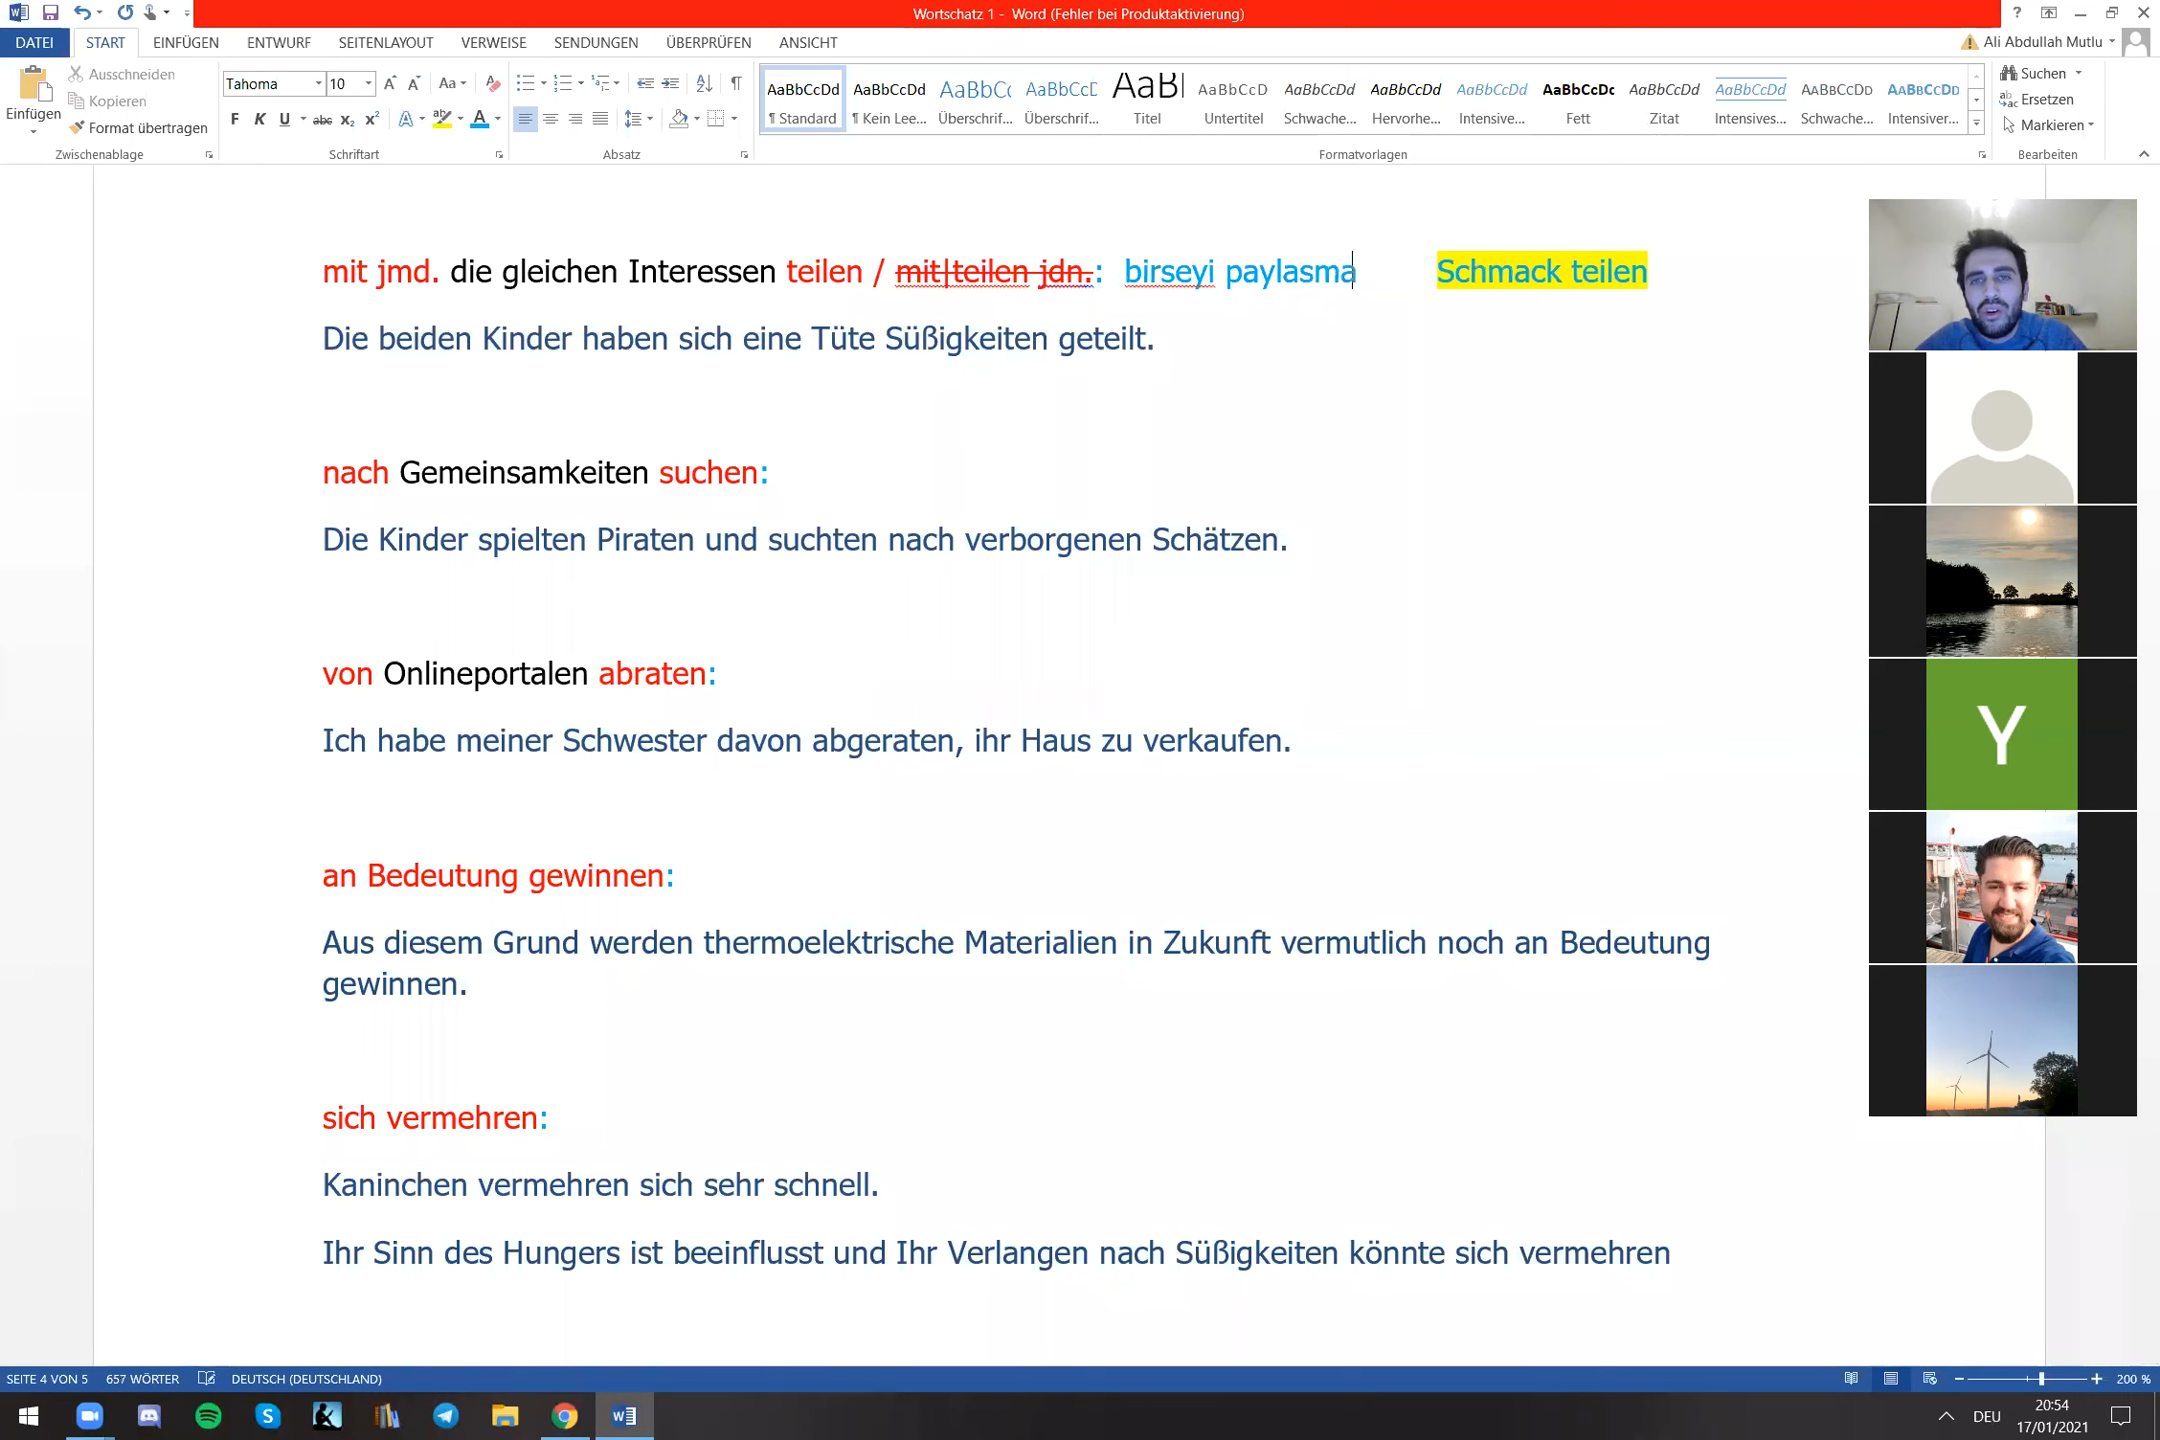 Wortschatz 1 - Word (Fehler bei Produktaktivierung)
DATEI START EINFÜGEN ENTWURF SEITENLAYOUT VERWEISE SENDUNGEN ÜBERPRÜFEN ANSICHT Ali Abdullah Mutlu
Einfügen
Ausschneiden
Kopieren
Format übertragen
Zwischenablage
Tahoma 10
F K U abc x₂ x²
Schriftart
Absatz
AaBbCcDd AaBbCcDd AaBbCc AaBbCcD AaBl AaBbCcD AaBbCcDd AaBbCcDd AaBbCcDd AaBbCcDc AaBbCcDd AaBbCcDd AaBbCcDd AaBbCcDd
¶ Standard ¶ Kein Lee... Überschrif... Überschrif... Titel Untertitel Schwache... Hervorhe... Intensive... Fett Zitat Intensives... Schwache... Intensiver...
Formatvorlagen
Suchen
Ersetzen
Markieren
Bearbeiten
mit jmd. die gleichen Interessen teilen / mit|teilen jdn.: birseyi paylasma Schmack teilen
Die beiden Kinder haben sich eine Tüte Süßigkeiten geteilt.
nach Gemeinsamkeiten suchen:
Die Kinder spielten Piraten und suchten nach verborgenen Schätzen.
von Onlineportalen abraten:
Ich habe meiner Schwester davon abgeraten, ihr Haus zu verkaufen.
an Bedeutung gewinnen:
Aus diesem Grund werden thermoelektrische Materialien in Zukunft vermutlich noch an Bedeutung
gewinnen.
sich vermehren:
Kaninchen vermehren sich sehr schnell.
Ihr Sinn des Hungers ist beeinflusst und Ihr Verlangen nach Süßigkeiten könnte sich vermehren
Y
SEITE 4 VON 5 657 WÖRTER DEUTSCH (DEUTSCHLAND) 200 %
DEU
20:54
17/01/2021